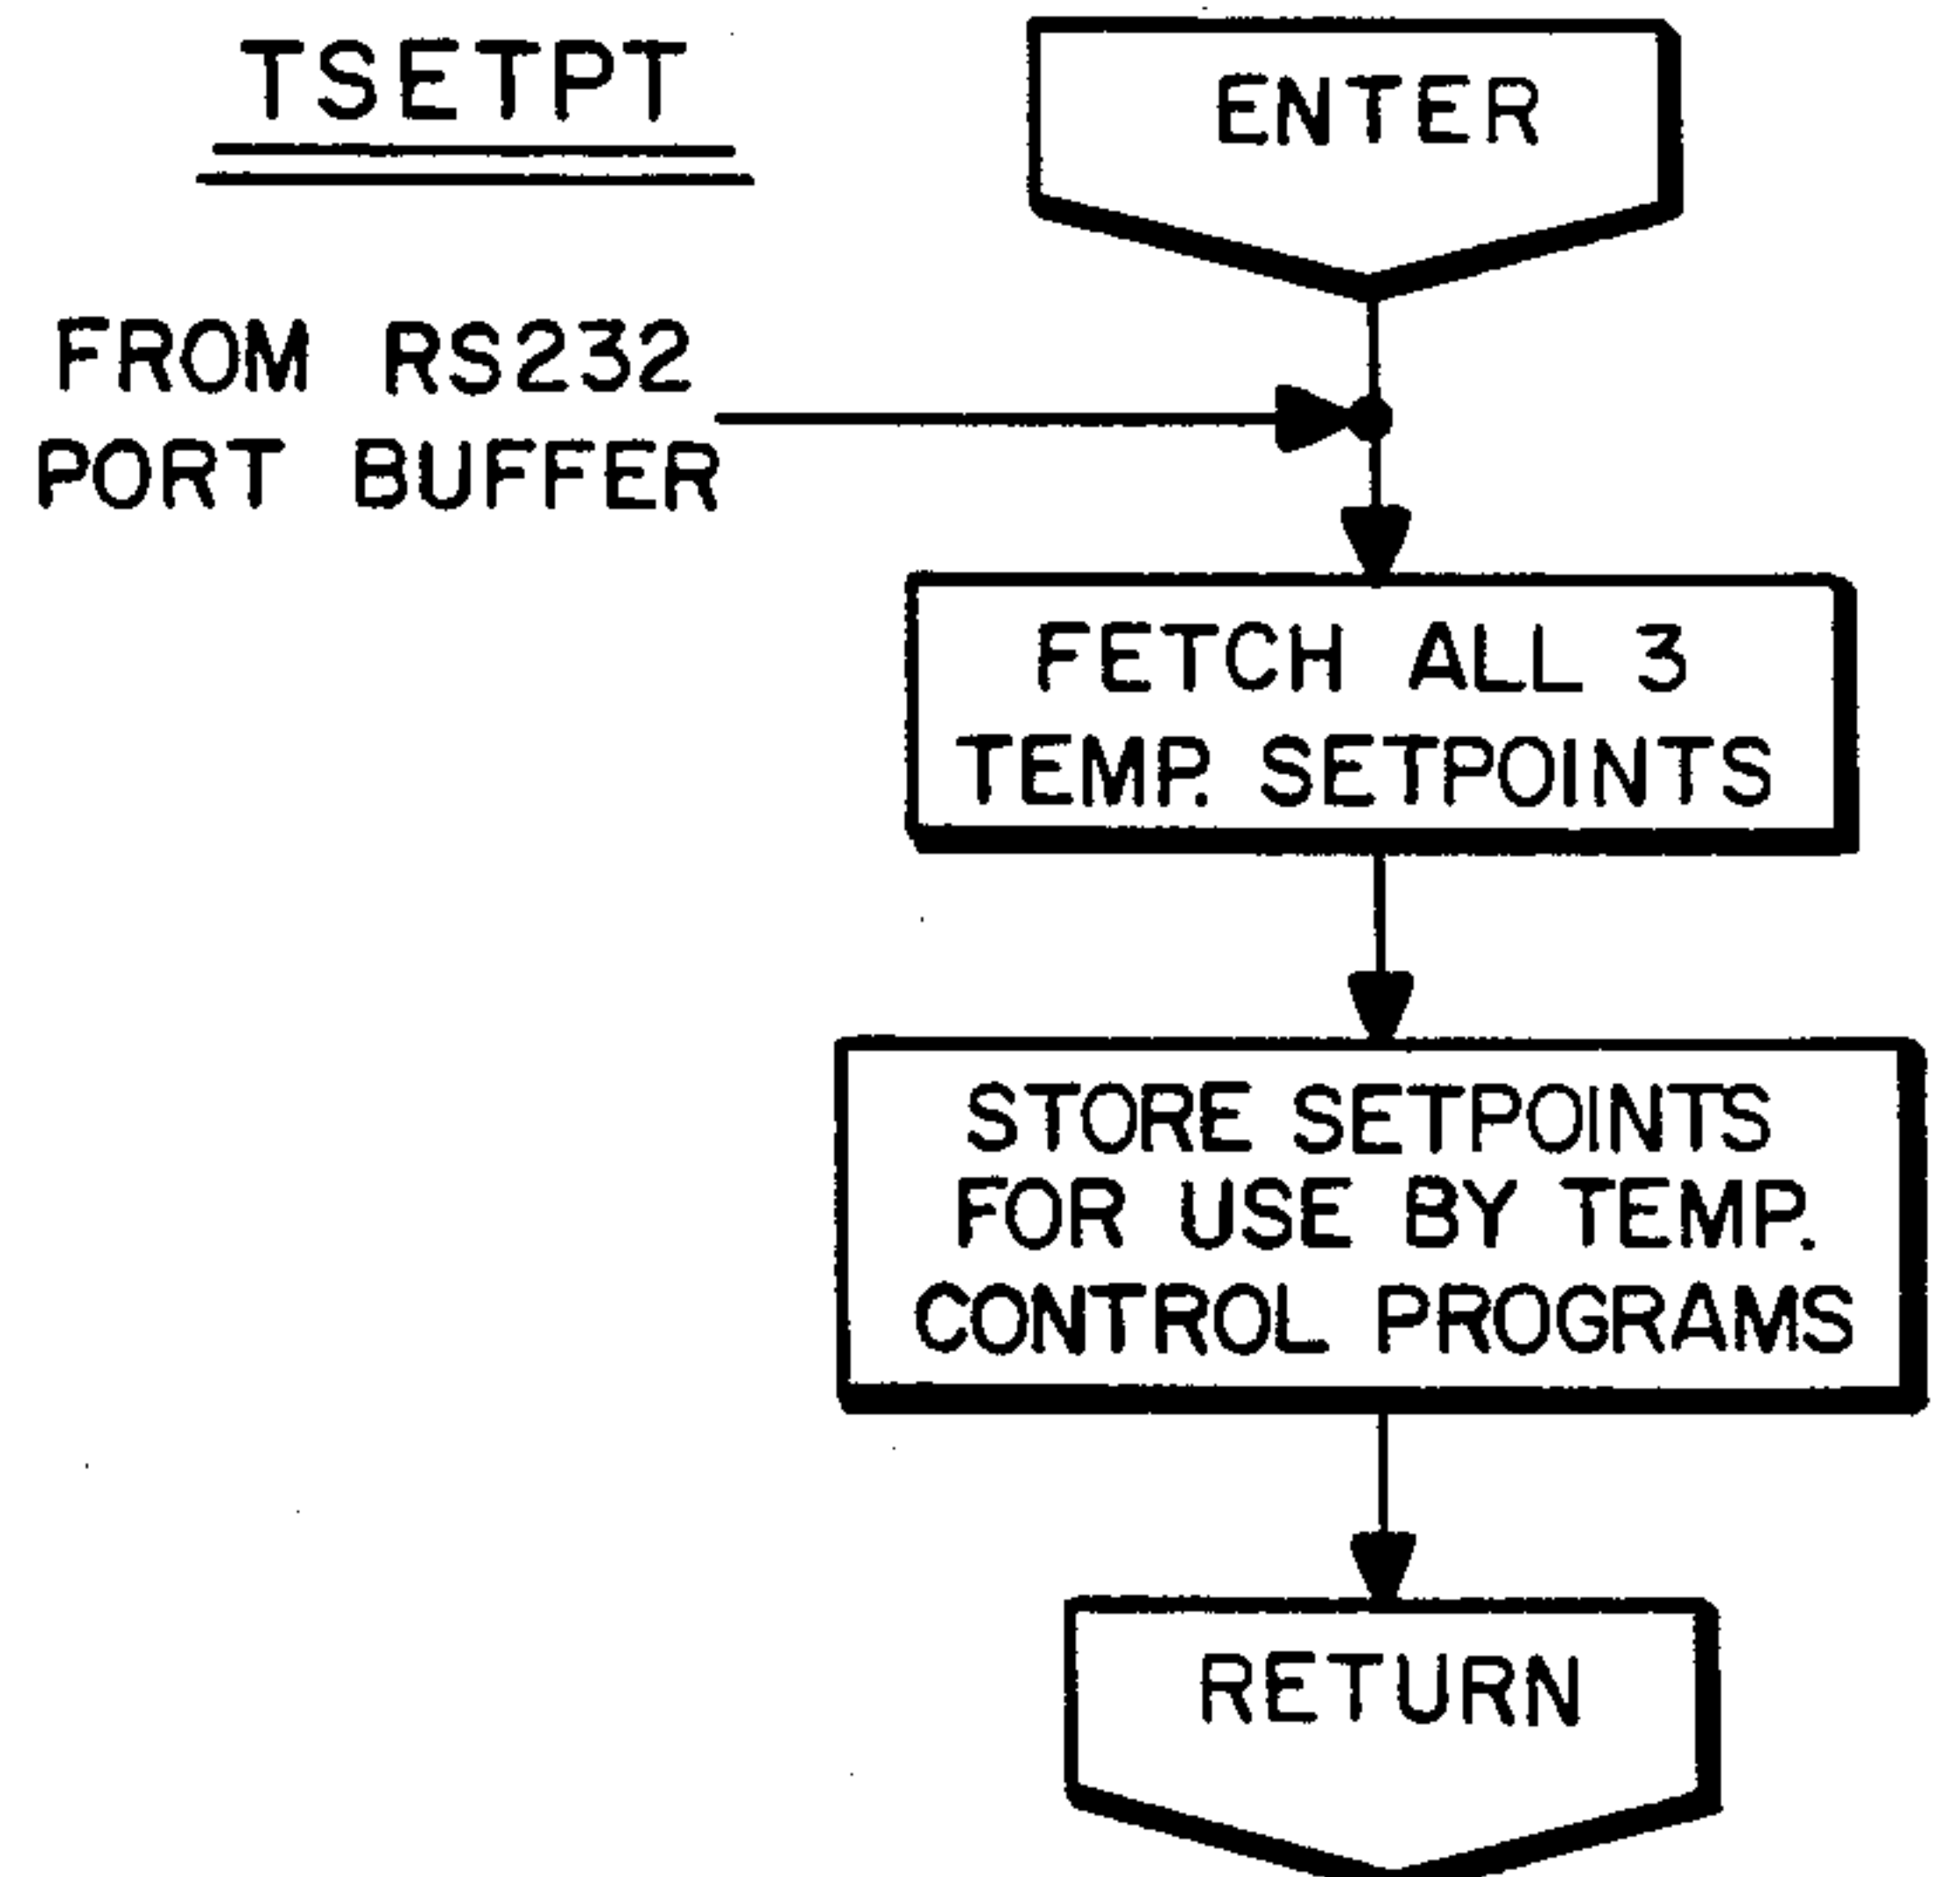 TSETPT
ENTER
FROM RS232
PORT BUFFER
FETCH ALL 3
TEMP. SETPOINTS
STORE SETPOINTS
FOR USE BY TEMP.
CONTROL PROGRAMS
RETURN